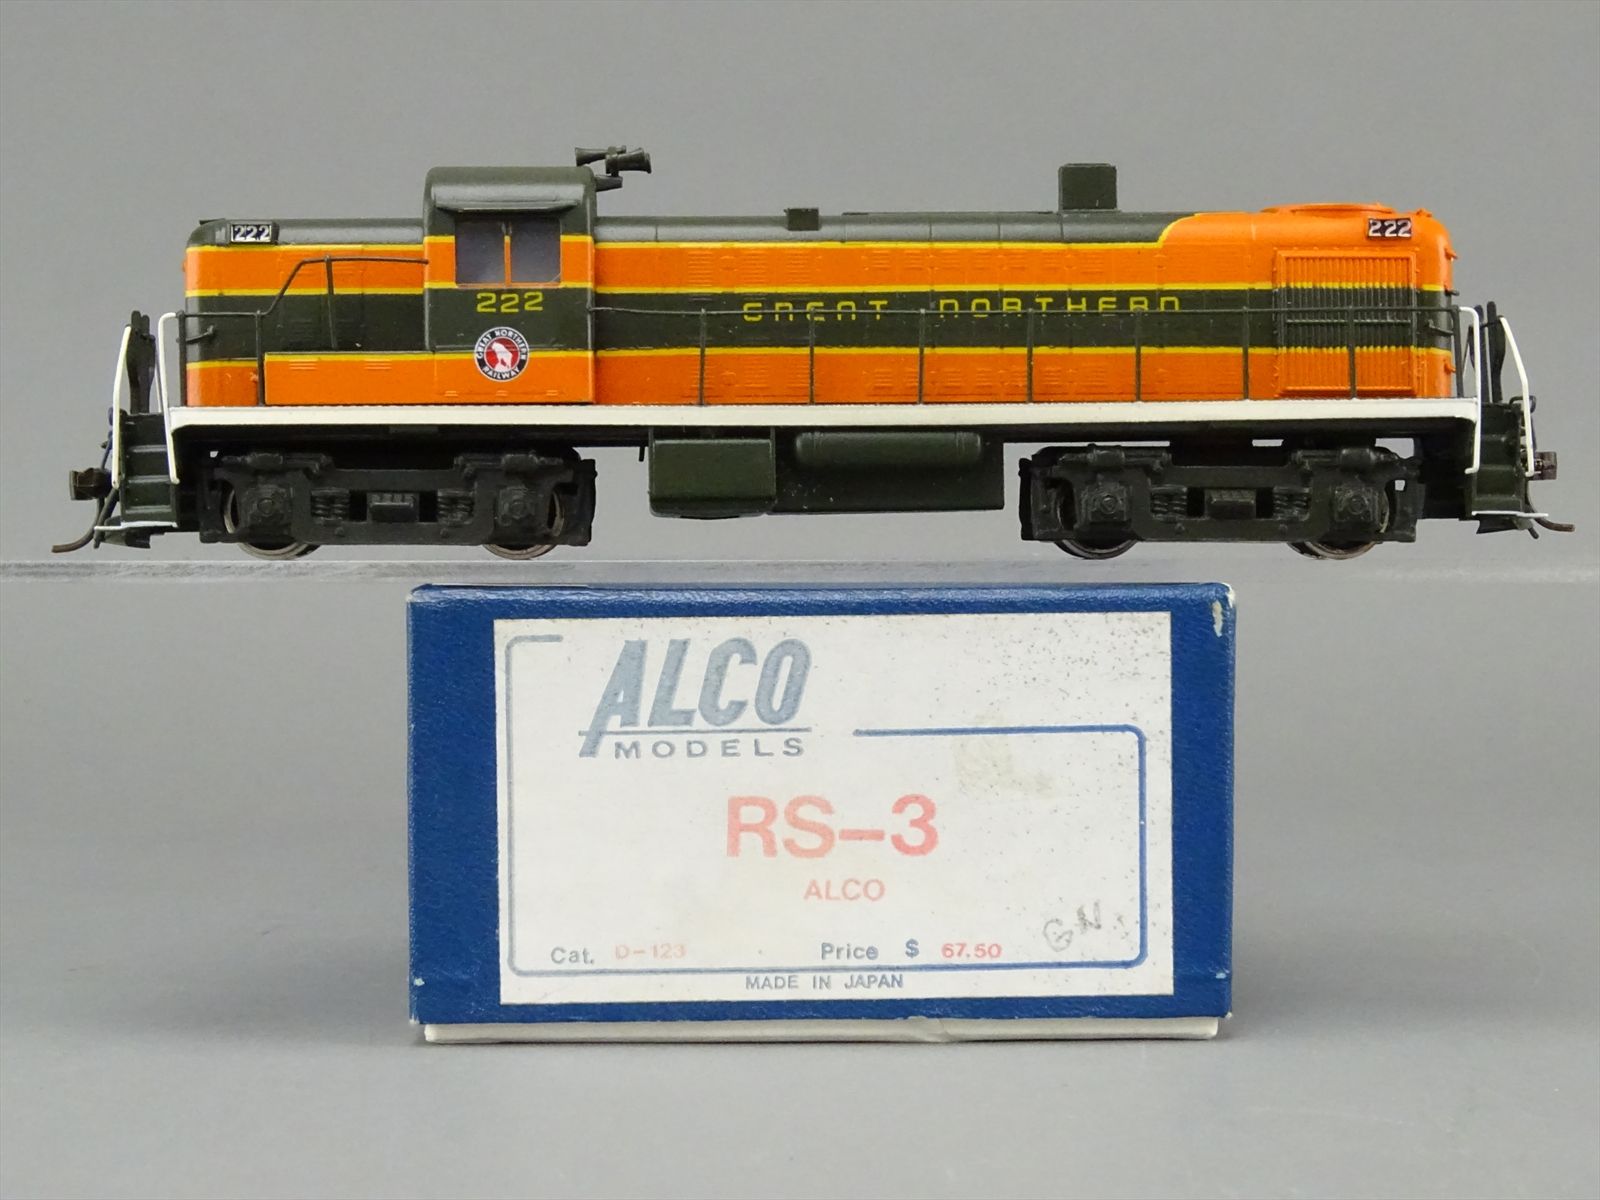 222
222
222
GREAT NORTHERN
GREAT NORTHERN
RAILWAY
ALCO
MODELS
RS-3
ALCO
Cat. D-123 Price $ 67.50
GN
MADE IN JAPAN